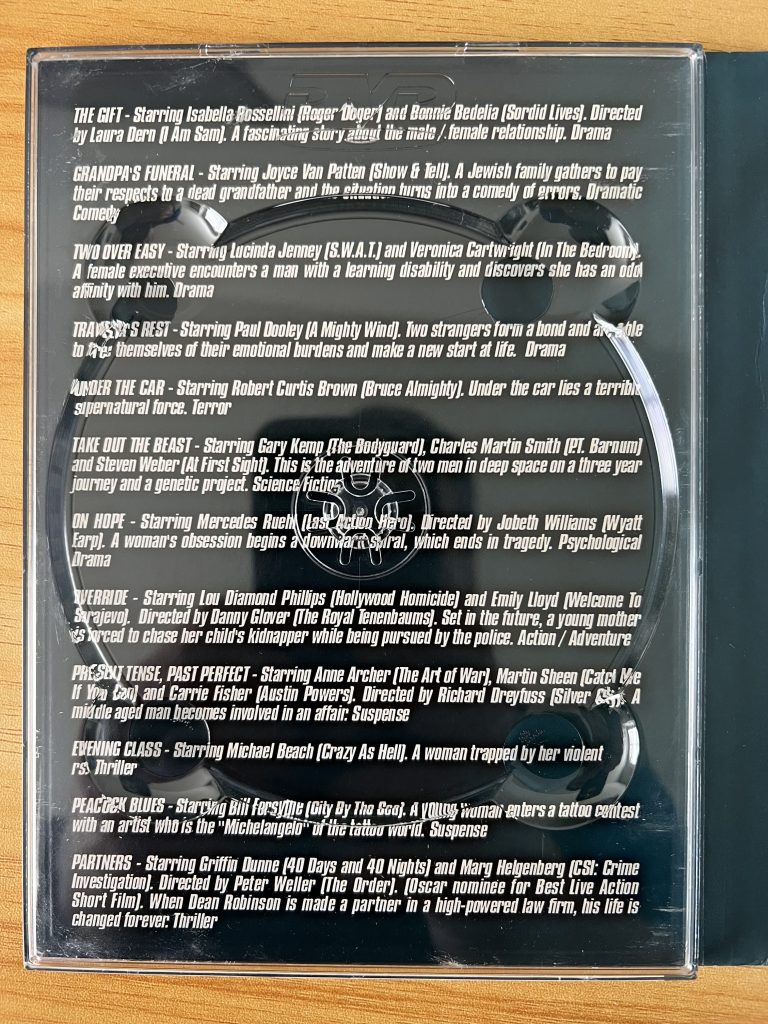 DVD
THE GIFT - Starring Isabella Rossellini (Roger Doger) and Bonnie Bedelia (Sordid Lives). Directed
by Laura Dern (I Am Sam). A fascinating story about the male / female relationship. Drama
GRANDPA'S FUNERAL - Starring Joyce Van Patten (Show & Tell). A Jewish family gathers to pay
their respects to a dead grandfather and the situation turns into a comedy of errors. Dramatic
Comedy
TWO OVER EASY - Starring Lucinda Jenney (S.W.A.T.) and Veronica Cartwright (In The Bedroom).
A female executive encounters a man with a learning disability and discovers she has an odd
affinity with him. Drama
REST - Starring Paul Dooley (A Mighty Wind). Two strangers form a bond and are able
to free themselves of their emotional burdens and make a new start at life. Drama
UNDER THE CAR - Starring Robert Curtis Brown (Bruce Almighty). Under the car lies a terrible
supernatural force. Terror
TAKE OUT THE BEAST - Starring Gary Kemp (The Bodyguard), Charles Martin Smith (P.T. Barnum)
and Steven Weber (At First Sight). This is the adventure of two men in deep space on a three year
journey and a genetic project. Science Fiction
ON HOPE - Starring Mercedes Ruehl (Last Action Hero). Directed by Jobeth Williams (Wyatt
Earp). A woman's obsession begins a downward spiral, which ends in tragedy. Psychological
Drama
OVERRIDE - Starring Lou Diamond Phillips (Hollywood Homicide) and Emily Lloyd (Welcome To
Sarajevo). Directed by Danny Glover (The Royal Tenenbaums). Set in the future, a young mother
is forced to chase her child's kidnapper while being pursued by the police. Action / Adventure
PRESENT TENSE, PAST PERFECT - Starring Anne Archer (The Art of War), Martin Sheen (Catch Me
If You Can) and Carrie Fisher (Austin Powers). Directed by Richard Dreyfuss (Silver A
middle aged man becomes involved in an affair. Suspense
EVENING CLASS - Starring Michael Beach (Crazy As Hell). A woman trapped by her violent
rs. Thriller
PEACOCK BLUES - Starring Bill Forsythe (City By The Sea). A young woman enters a tattoo contest
with an artist who is the "Michelangelo" of the tattoo world. Suspense
PARTNERS - Starring Griffin Dunne (40 Days and 40 Nights) and Marg Helgenberg (CSI: Crime
Investigation). Directed by Peter Weller (The Order). (Oscar nominee for Best Live Action
Short Film). When Dean Robinson is made a partner in a high-powered law firm, his life is
changed forever. Thriller